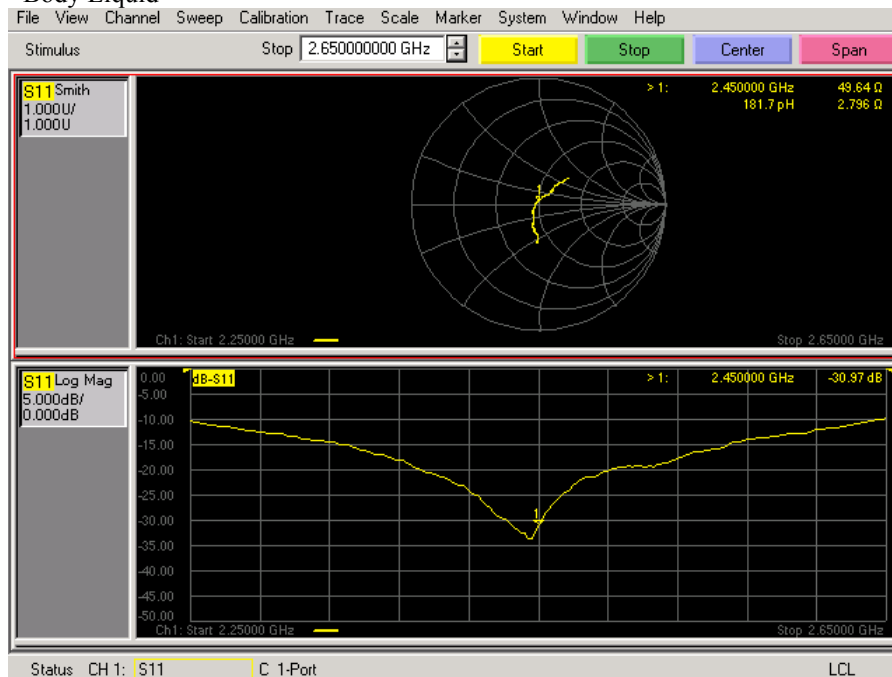 Body Liquid
File View Channel Sweep Calibration Trace Scale Marker System Window Help
Stimulus Stop 2.650000000 GHz Start Stop Center Span
S11 Smith
1.000U/
1.000U
> 1: 2.450000 GHz 49.64 Ω
181.7 pH 2.796 Ω
1
Ch1: Start 2.25000 GHz Stop 2.65000 GHz
S11 Log Mag
5.000dB/
0.000dB
dB-S11
> 1: 2.450000 GHz -30.97 dB
0.00
-5.00
-10.00
-15.00
-20.00
-25.00
-30.00
-35.00
-40.00
-45.00
-50.00
1
Ch1: Start 2.25000 GHz Stop 2.65000 GHz
Status CH 1: S11 C 1-Port LCL